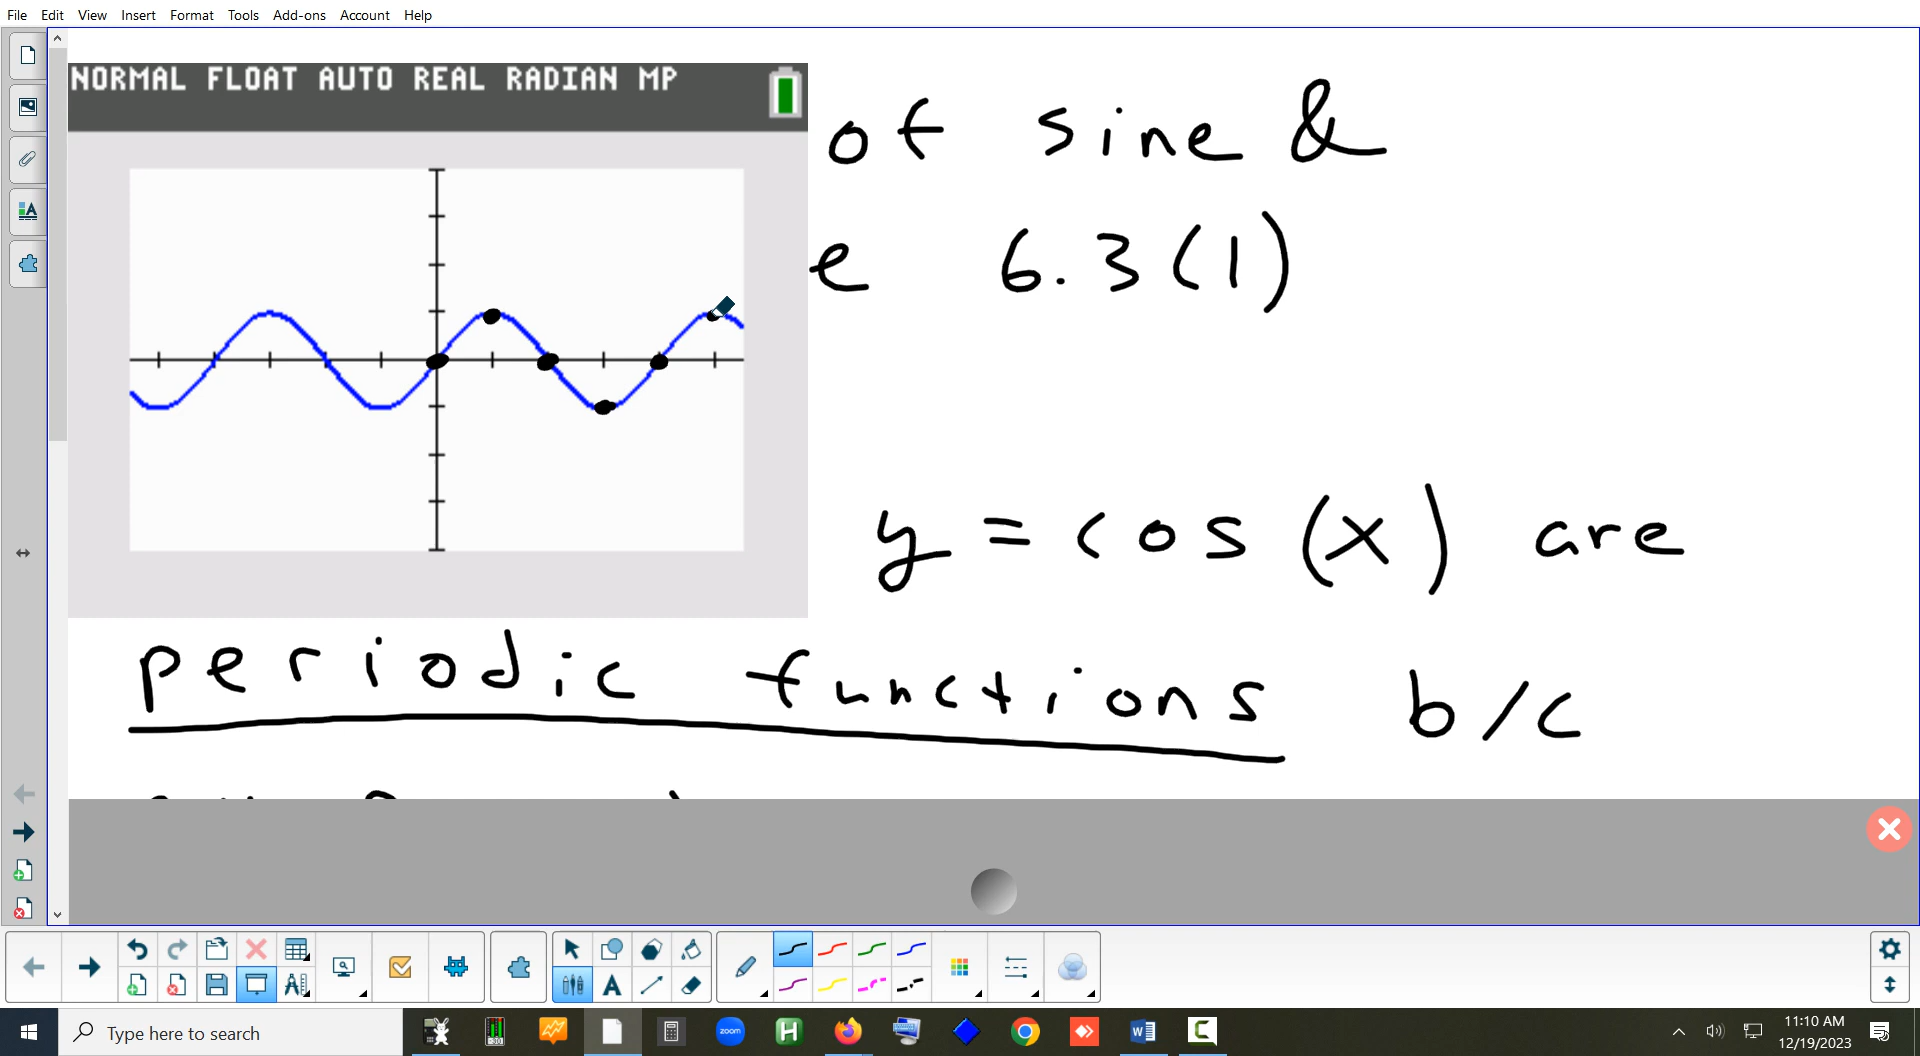 File Edit View Insert Format Tools Add-ons Account Help
NORMAL FLOAT AUTO REAL RADIAN MP
of sine &
e 6.3(1)
y = cos(x) are
periodic functions b/c
Type here to search
zoom
11:10 AM
12/19/2023